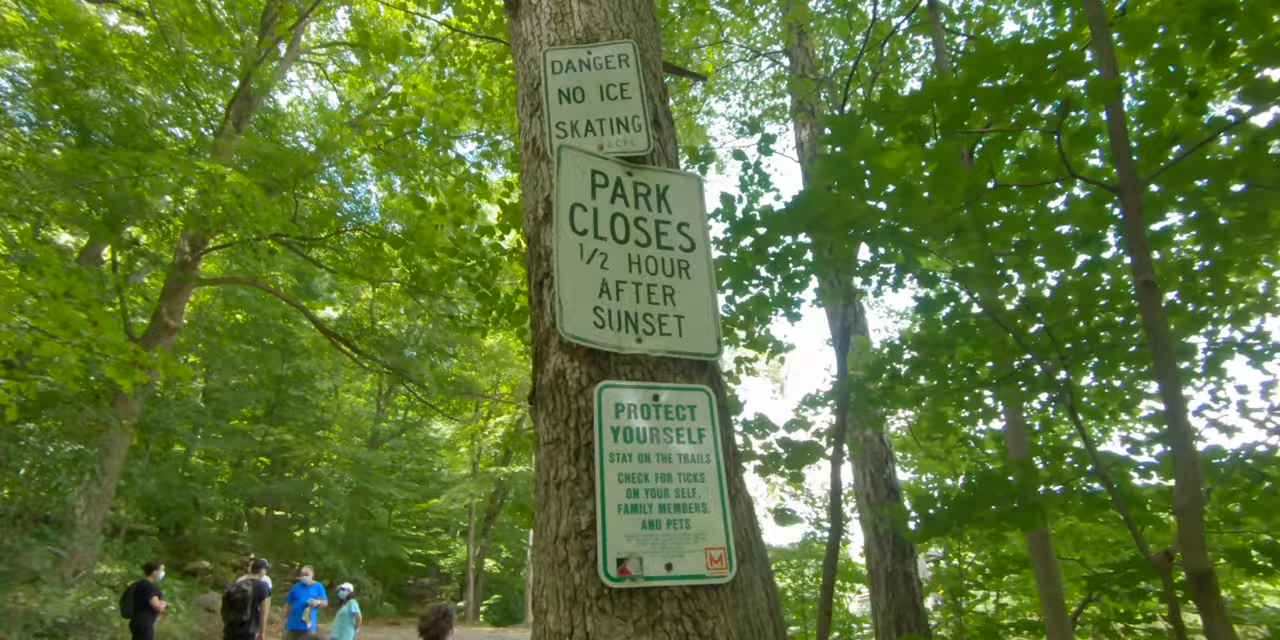 DANGER
NO ICE
SKATING
PARK
CLOSES
1/2 HOUR
AFTER
SUNSET
PROTECT
YOURSELF
STAY ON THE TRAILS
CHECK FOR TICKS
ON YOUR SELF,
FAMILY MEMBERS,
AND PETS
M